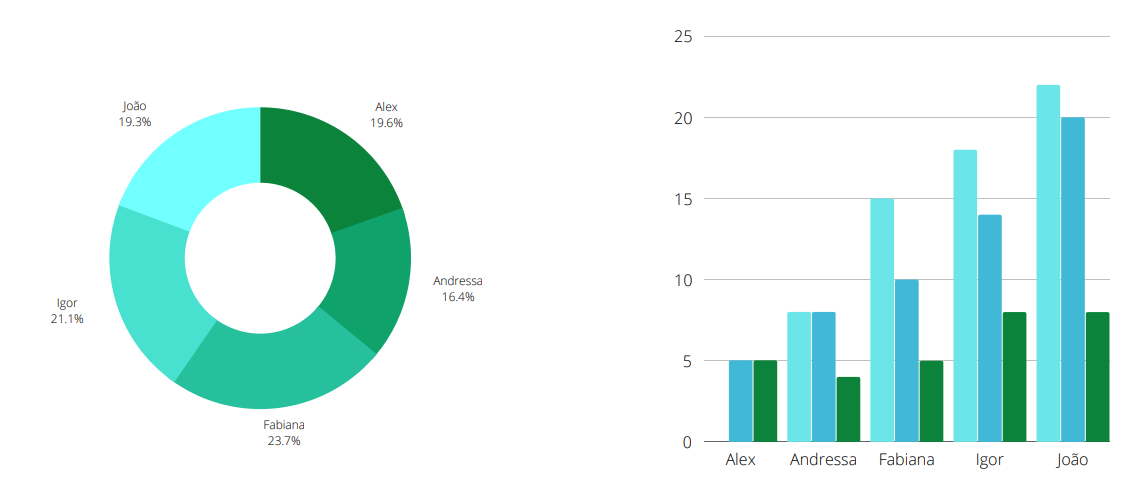 João
19.3%
Alex
19.6%
Andressa
16.4%
Igor
21.1%
Fabiana
23.7%
25
20
15
10
5
0
Alex Andressa Fabiana Igor João